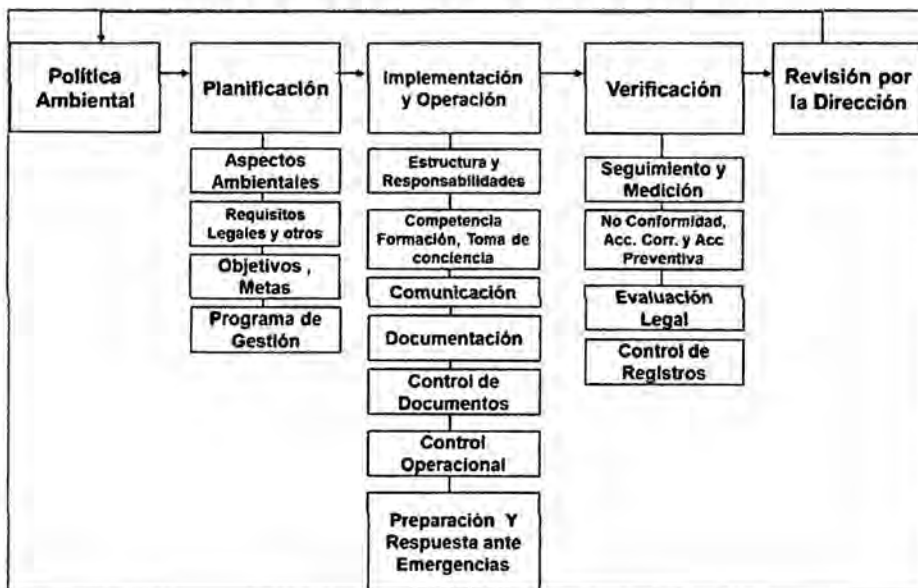 Política
Ambiental
Planificación
Implementación
y Operación
Verificación
Revisión por
la Dirección
Aspectos
Ambientales
Requisitos
Legales y otros
Objetivos ,
Metas
Programa de
Gestión
Estructura y
Responsabilidades
Competencia
Formación, Toma de
conciencia
Comunicación
Documentación
Control de
Documentos
Control
Operacional
Preparación Y
Respuesta ante
Emergencias
Seguimiento y
Medición
No Conformidad,
Acc. Corr. y Acc
Preventiva
Evaluación
Legal
Control de
Registros